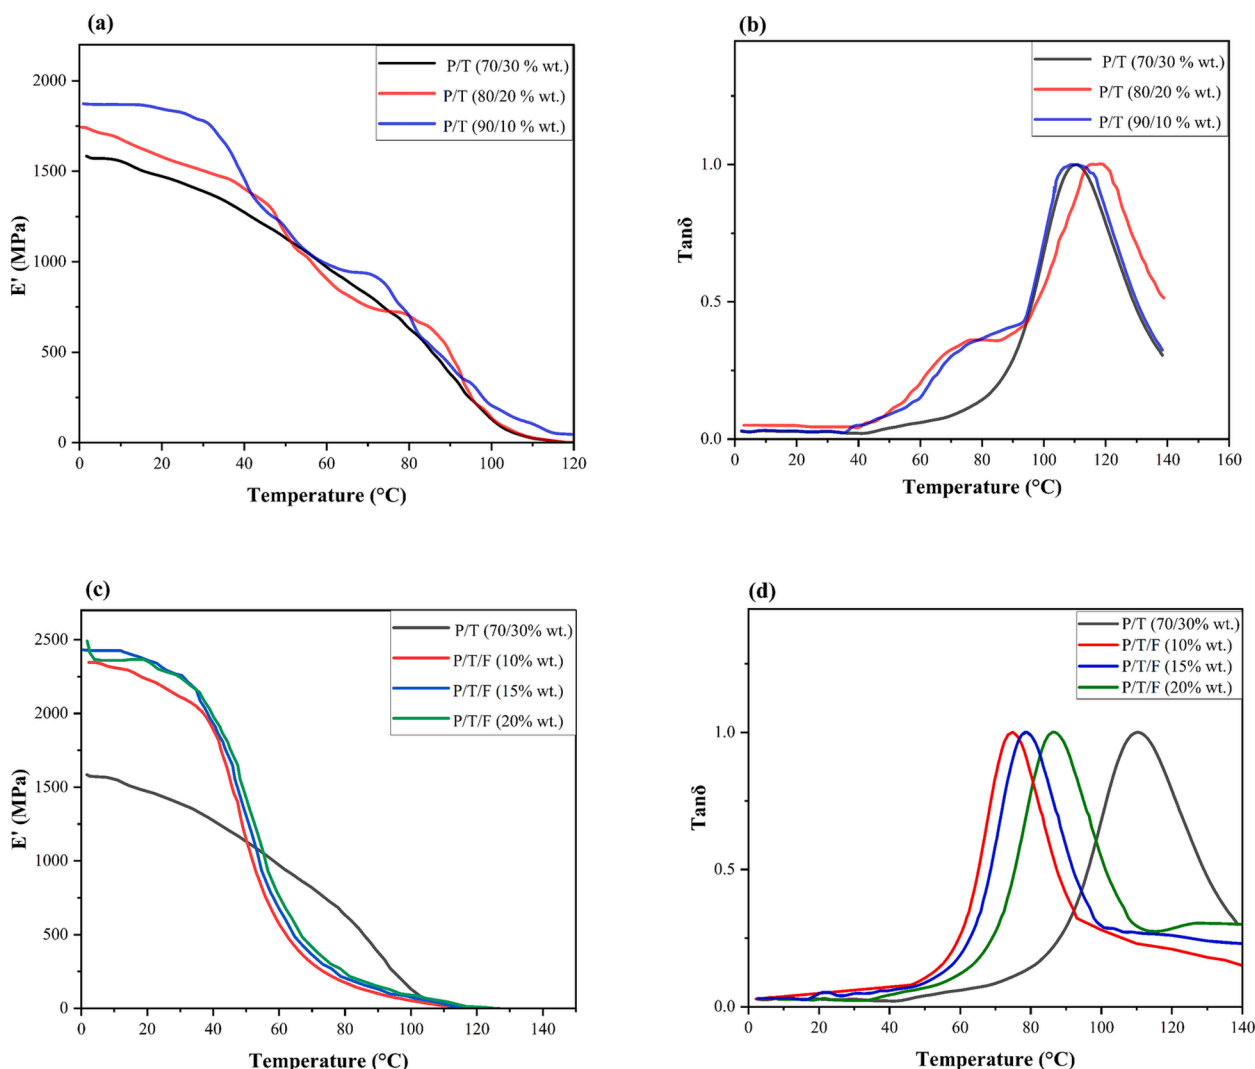 (a)
P/T (70/30 % wt.)
P/T (80/20 % wt.)
P/T (90/10 % wt.)
2000
1500
1000
500
0
E' (MPa)
0 20 40 60 80 100 120
Temperature (°C)
(b)
P/T (70/30 % wt.)
P/T (80/20 % wt.)
P/T (90/10 % wt.)
1.0
0.5
0.0
Tanδ
0 20 40 60 80 100 120 140 160
Temperature (°C)
(c)
P/T (70/30% wt.)
P/T/F (10% wt.)
P/T/F (15% wt.)
P/T/F (20% wt.)
2500
2000
1500
1000
500
0
E' (MPa)
0 20 40 60 80 100 120 140
Temperature (°C)
(d)
P/T (70/30% wt.)
P/T/F (10% wt.)
P/T/F (15% wt.)
P/T/F (20% wt.)
1.0
0.5
0.0
Tanδ
0 20 40 60 80 100 120 140
Temperature (°C)